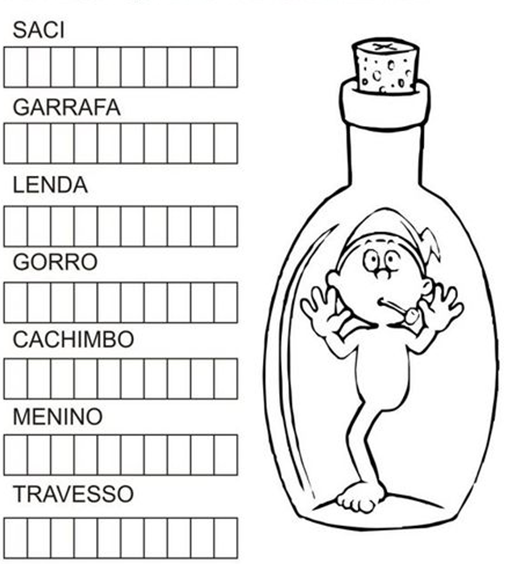 SACI
GARRAFA
LENDA
GORRO
CACHIMBO
MENINO
TRAVESSO